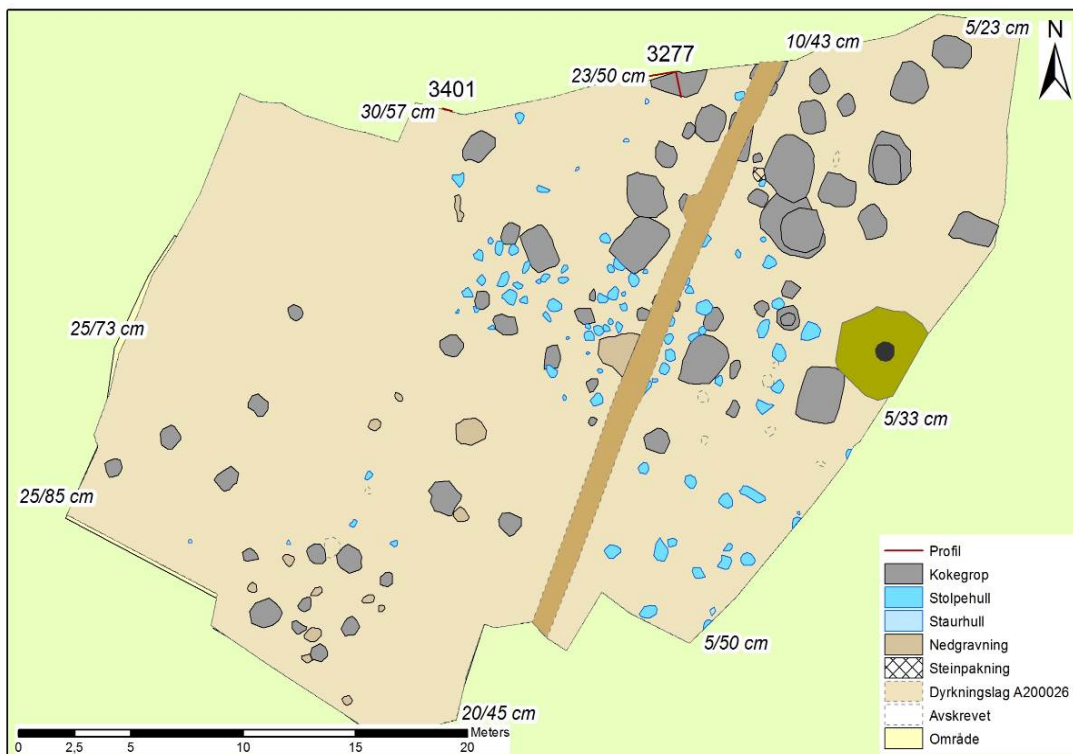 5/23 cm
N
10/43 cm
3277
23/50 cm
3401
30/57 cm
25/73 cm
5/33 cm
25/85 cm
5/50 cm
20/45 cm
Profil
Kokegrop
Stolpehull
Staurhull
Nedgravning
Steinpakning
Dyrkningslag A200026
Avskrevet
Område
Meters
0 2,5 5 10 15 20